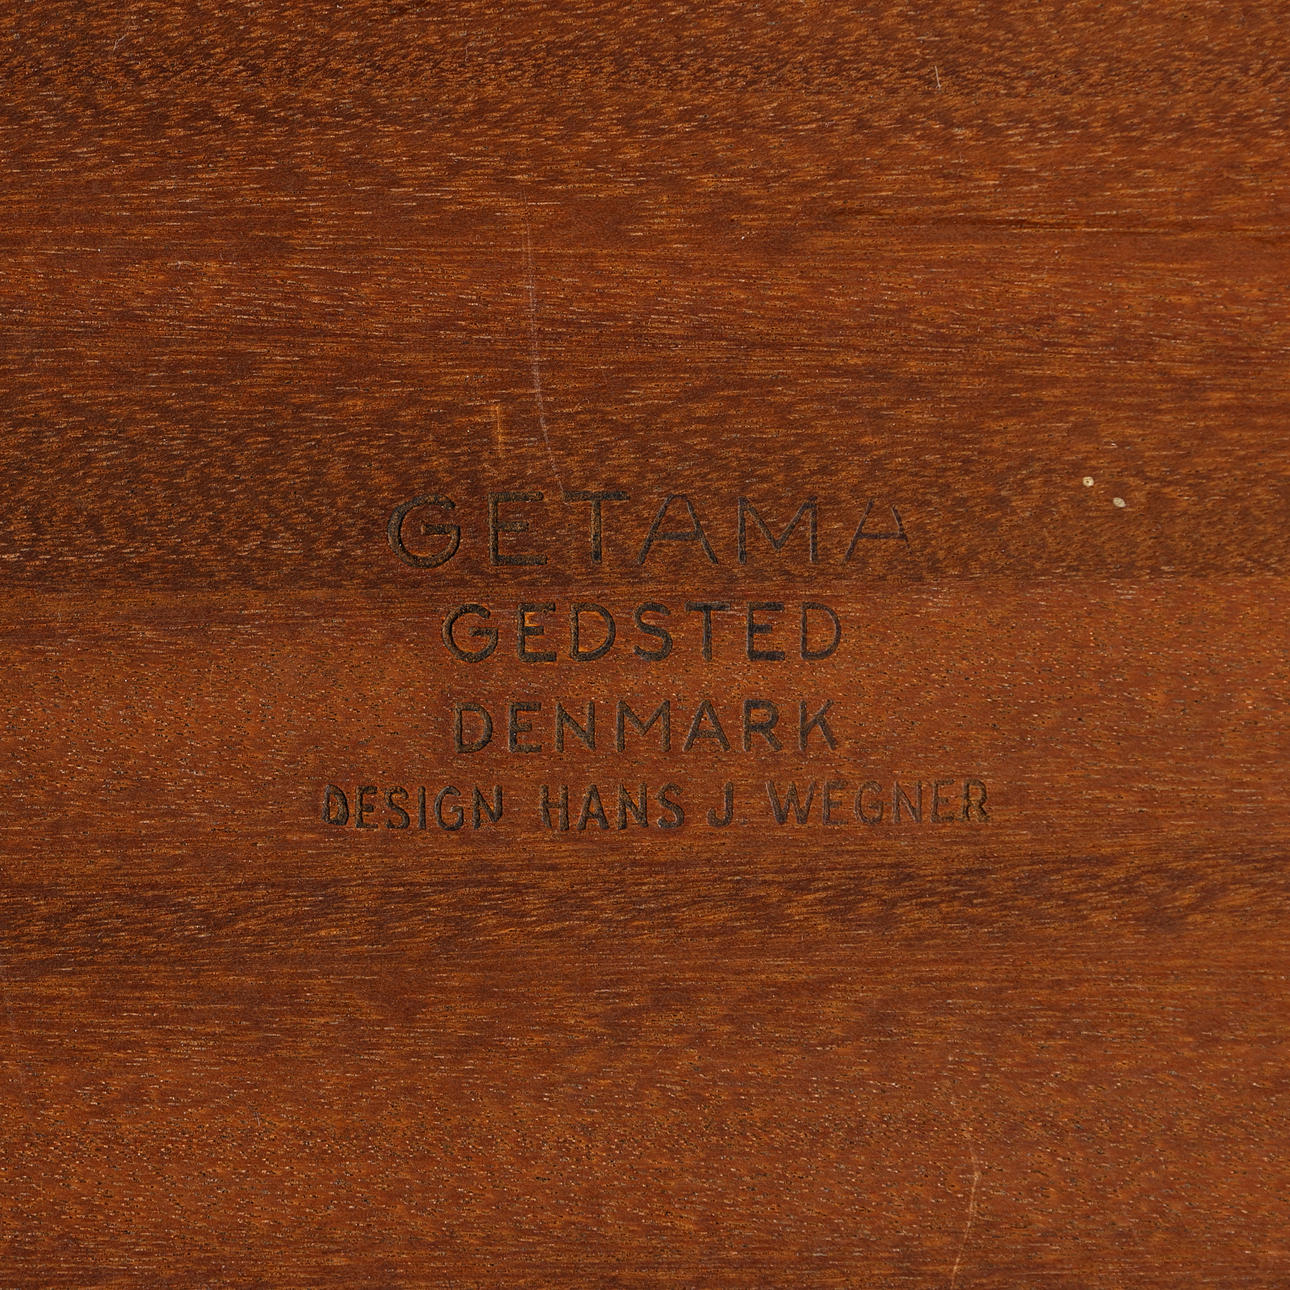 GETAMA
GEDSTED
DENMARK
DESIGN HANS J. WEGNER